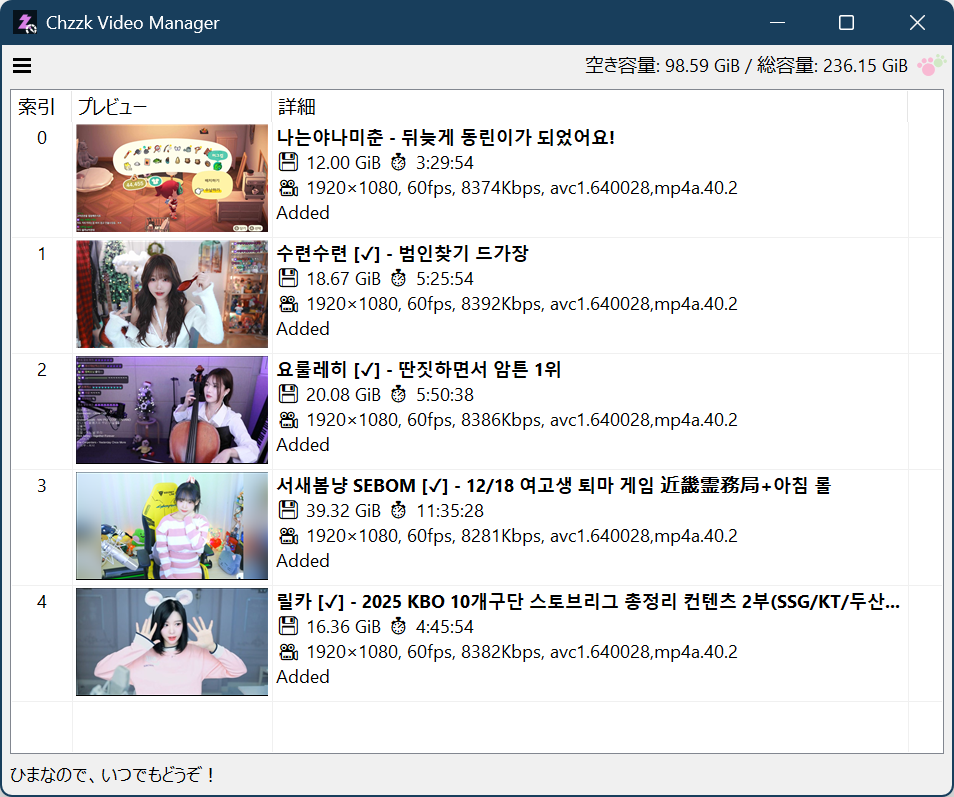 Chzzk Video Manager
空き容量: 98.59 GiB / 総容量: 236.15 GiB
索引 プレビュー 詳細
0
나는야나미춘 - 뒤늦게 동린이가 되었어요!
12.00 GiB 3:29:54
1920×1080, 60fps, 8374Kbps, avc1.640028,mp4a.40.2
Added
44,455
1
수련수련 [✓] - 범인찾기 드가장
18.67 GiB 5:25:54
1920×1080, 60fps, 8392Kbps, avc1.640028,mp4a.40.2
Added
2
요룰레히 [✓] - 딴짓하면서 암튼 1위
20.08 GiB 5:50:38
1920×1080, 60fps, 8386Kbps, avc1.640028,mp4a.40.2
Added
3
서새봄냥 SEBOM [✓] - 12/18 여고생 퇴마 게임 近畿霊務局+아침 롤
39.32 GiB 11:35:28
1920×1080, 60fps, 8281Kbps, avc1.640028,mp4a.40.2
Added
4
릴카 [✓] - 2025 KBO 10개구단 스토브리그 총정리 컨텐츠 2부(SSG/KT/두산...
16.36 GiB 4:45:54
1920×1080, 60fps, 8382Kbps, avc1.640028,mp4a.40.2
Added
ひまなので、いつでもどうぞ！